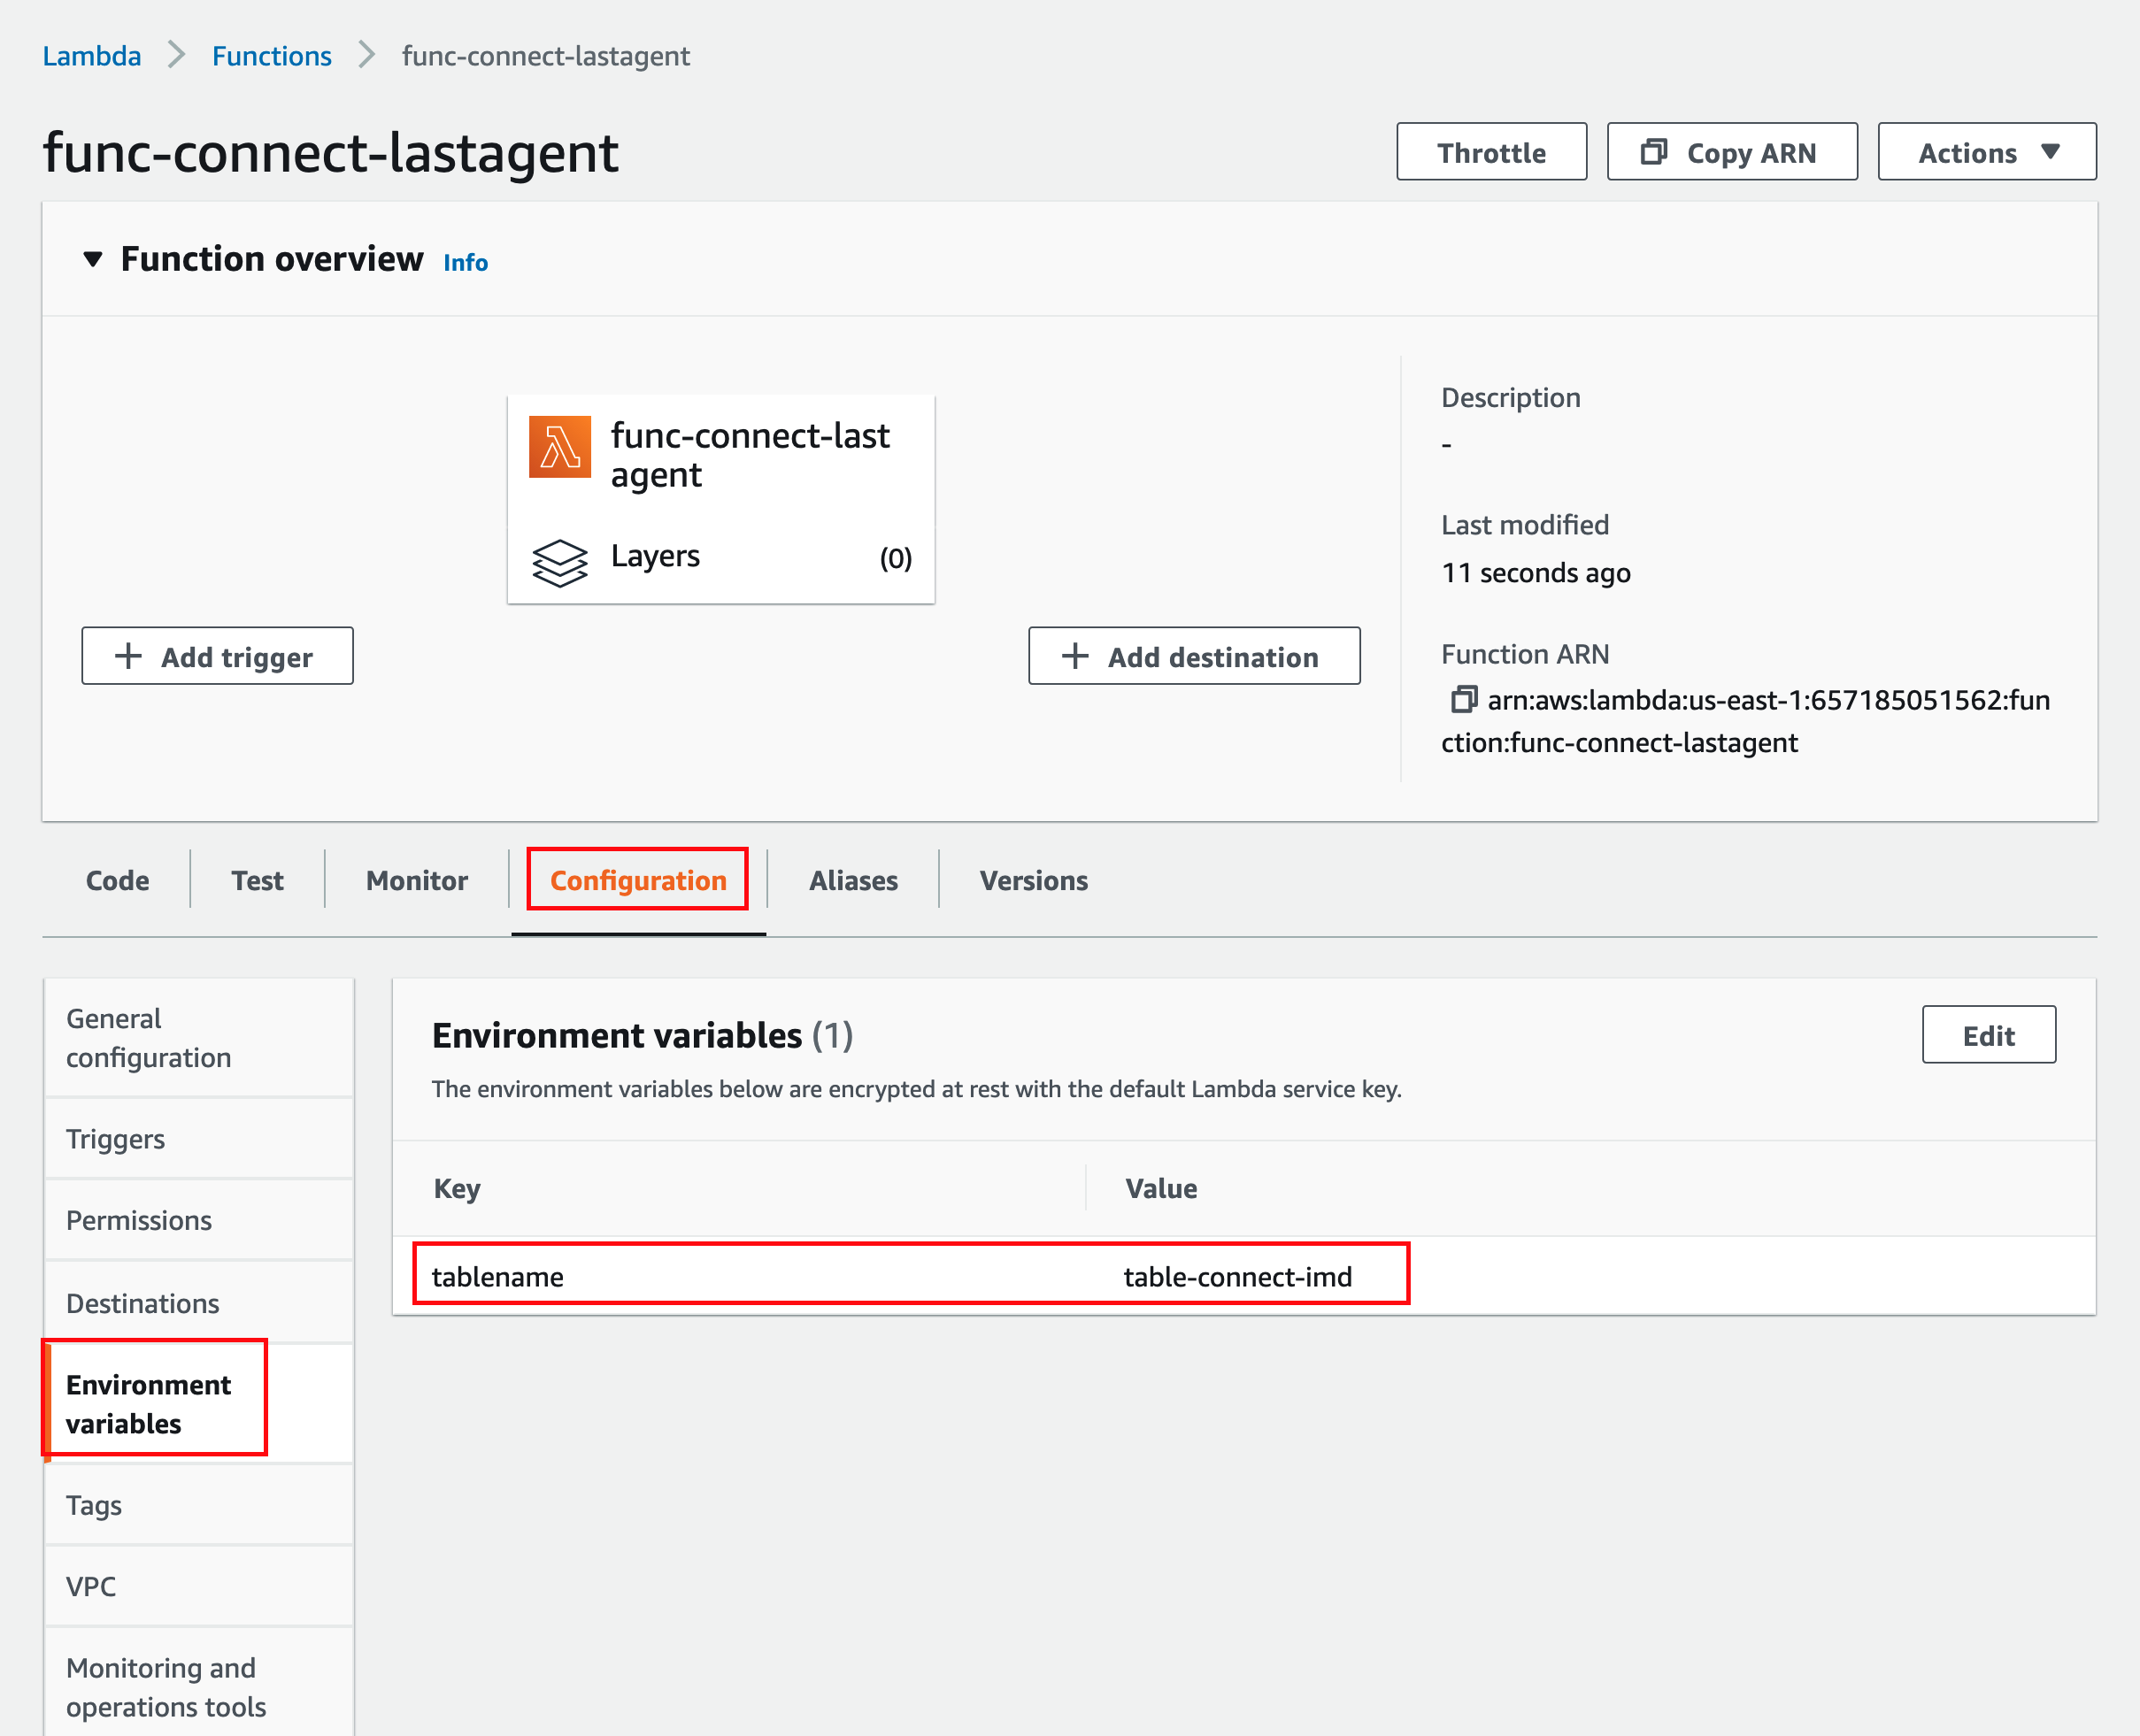 Lambda Functions func-connect-lastagent
func-connect-lastagent
Throttle Copy ARN Actions
Function overview Info
func-connect-last
agent
Layers (0)
Add trigger
Add destination
Description
-
Last modified
11 seconds ago
Function ARN
arn:aws:lambda:us-east-1:657185051562:fun
ction:func-connect-lastagent
Code Test Monitor Configuration Aliases Versions
General
configuration
Triggers
Permissions
Destinations
Environment
variables
Tags
VPC
Monitoring and
operations tools
Environment variables (1)
Edit
The environment variables below are encrypted at rest with the default Lambda service key.
Key Value
tablename table-connect-imd